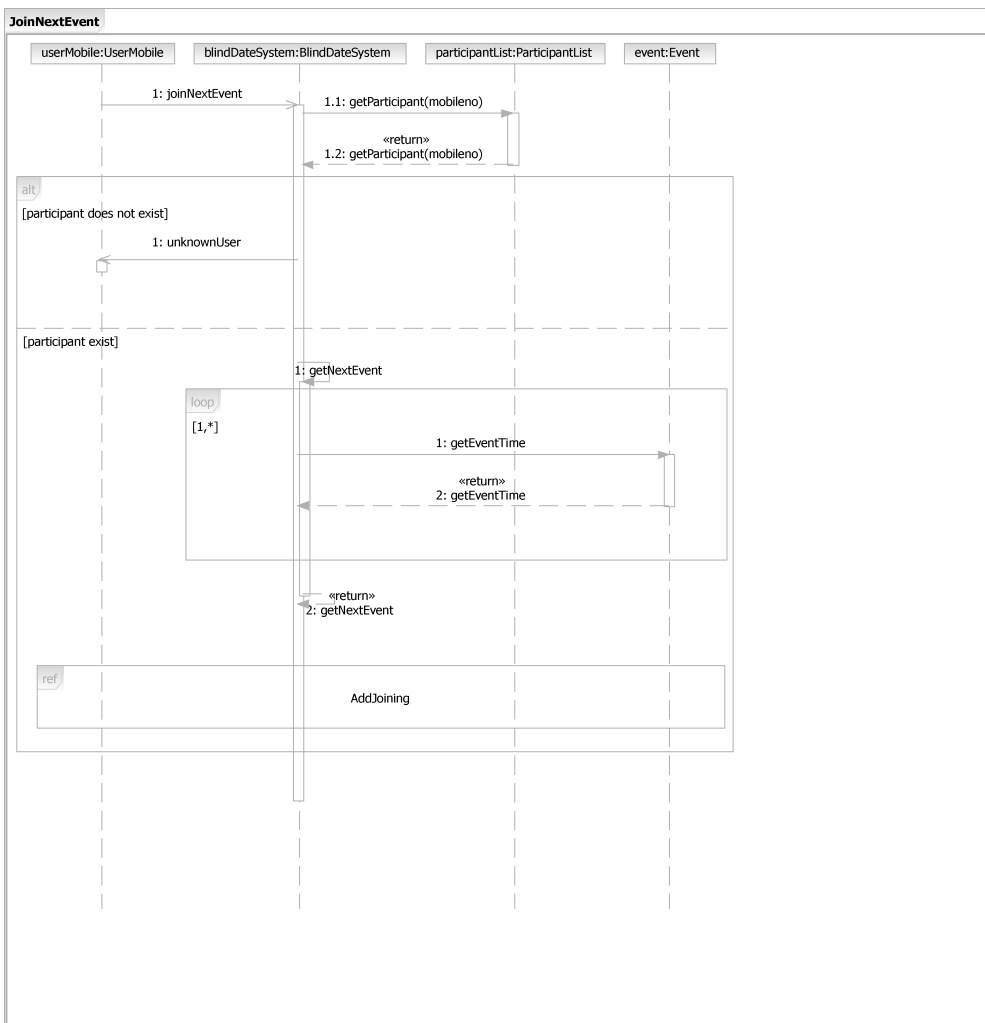 JoinNextEvent
userMobile:UserMobile
blindDateSystem:BlindDateSystem
participantList:ParticipantList
event:Event
1: joinNextEvent
1.1: getParticipant(mobileno)
«return»
1.2: getParticipant(mobileno)
alt
[participant does not exist]
1: unknownUser
[participant exist]
1: getNextEvent
loop
[1,*]
1: getEventTime
«return»
2: getEventTime
«return»
2: getNextEvent
ref
AddJoining